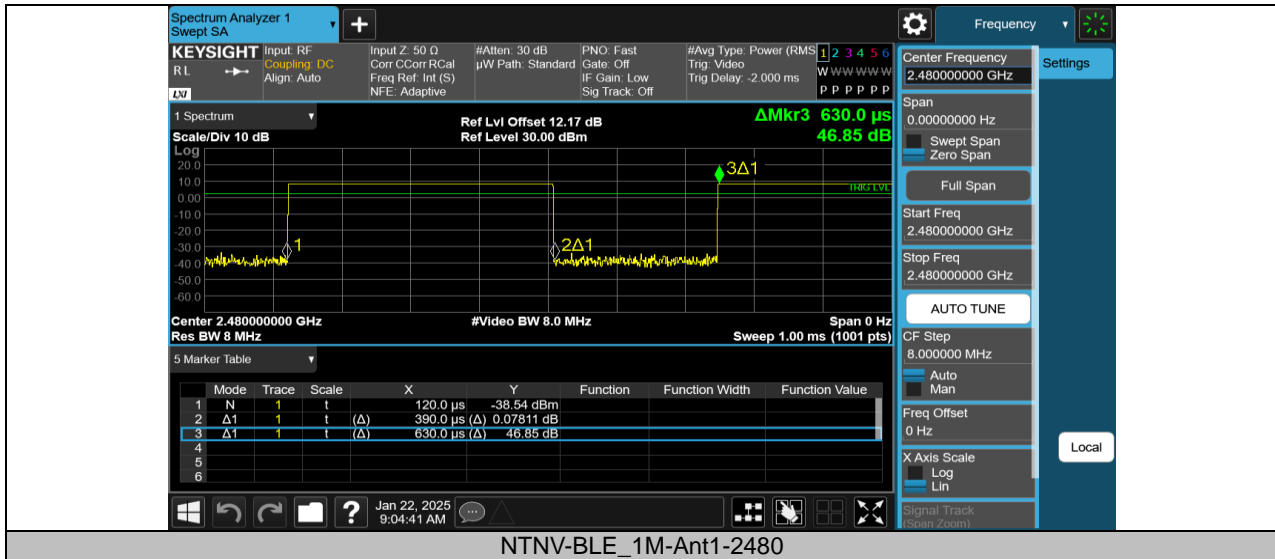 Spectrum Analyzer 1
Swept SA
Frequency
KEYSIGHT
RL
LXI
Input: RF
Coupling: DC
Align: Auto
Input Z: 50 Ω
Corr CCorr RCal
Freq Ref: Int (S)
NFE: Adaptive
#Atten: 30 dB
µW Path: Standard
PNO: Fast
Gate: Off
IF Gain: Low
Sig Track: Off
#Avg Type: Power (RMS
Trig: Video
Trig Delay: -2.000 ms
1 2 3 4 5 6
W W W W W W
P P P P P P
1 Spectrum
Scale/Div 10 dB
Ref Lvl Offset 12.17 dB
Ref Level 30.00 dBm
ΔMkr3 630.0 µs
46.85 dB
Log
20.0
10.0
0.00
-10.0
-20.0
-30.0
-40.0
-50.0
-60.0
1
2Δ1
3Δ1
TRIG LVL
Center 2.480000000 GHz
#Video BW 8.0 MHz
Span 0 Hz
Res BW 8 MHz
Sweep 1.00 ms (1001 pts)
5 Marker Table
Mode Trace Scale X Y Function Function Width Function Value
1 N 1 t 120.0 µs -38.54 dBm
2 Δ1 1 t (Δ) 390.0 µs (Δ) 0.07811 dB
3 Δ1 1 t (Δ) 630.0 µs (Δ) 46.85 dB
4
5
6
?
Jan 22, 2025
9:04:41 AM
Center Frequency
2.480000000 GHz
Span
0.00000000 Hz
Swept Span
Zero Span
Full Span
Start Freq
2.480000000 GHz
Stop Freq
2.480000000 GHz
AUTO TUNE
CF Step
8.000000 MHz
Auto
Man
Freq Offset
0 Hz
X Axis Scale
Log
Lin
Signal Track
(Span Zoom)
Settings
Local
NTNV-BLE_1M-Ant1-2480